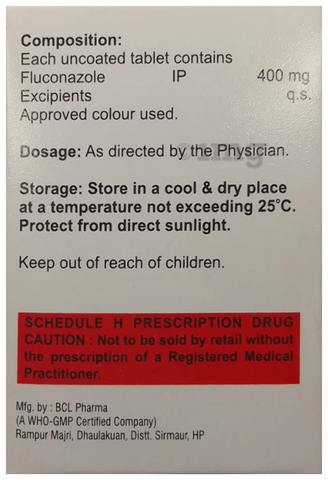 Composition:
Each uncoated tablet contains
Fluconazole IP 400 mg
Excipients q.s.
Approved colour used.
Dosage: As directed by the Physician.
Storage: Store in a cool & dry place
at a temperature not exceeding 25°C.
Protect from direct sunlight.
Keep out of reach of children.
SCHEDULE H PRESCRIPTION DRUG
CAUTION : Not to be sold by retail without
the prescription of a Registered Medical
Practitioner.
Mfg. by : BCL Pharma
(A WHO-GMP Certified Company)
Rampur Majri, Dhaulakuan, Distt. Sirmaur, HP